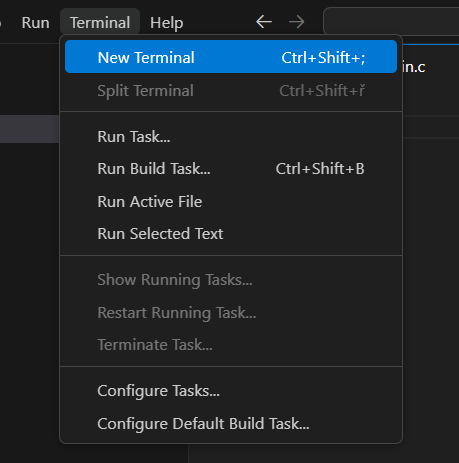 Run Terminal Help
New Terminal Ctrl+Shift+;
in.c
Split Terminal Ctrl+Shift+ř
Run Task...
Run Build Task... Ctrl+Shift+B
Run Active File
Run Selected Text
Show Running Tasks...
Restart Running Task...
Terminate Task...
Configure Tasks...
Configure Default Build Task...